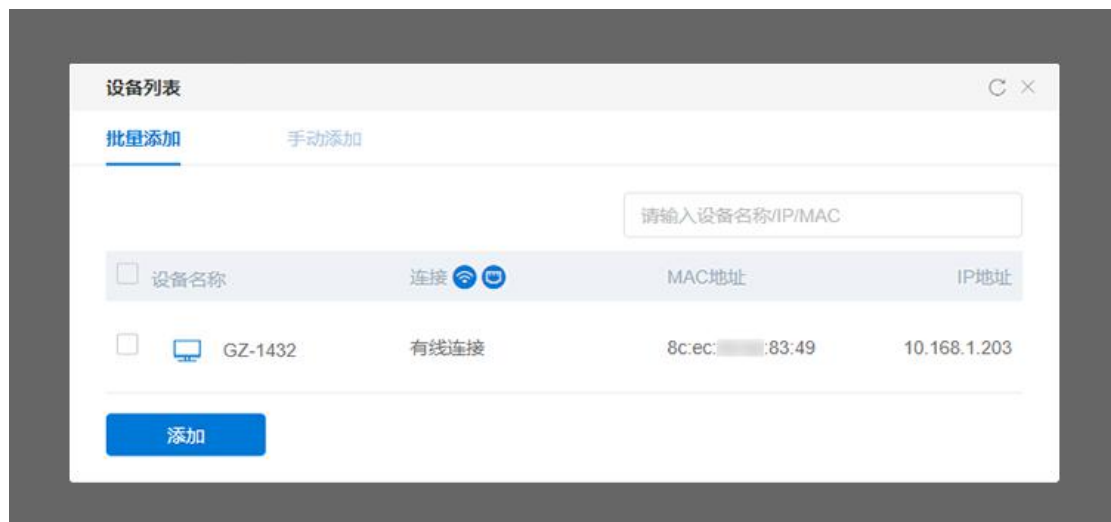 设备列表
批量添加 手动添加
请输入设备名称/IP/MAC
设备名称 连接 MAC地址 IP地址
GZ-1432 有线连接 8c:ec: :83:49 10.168.1.203
添加